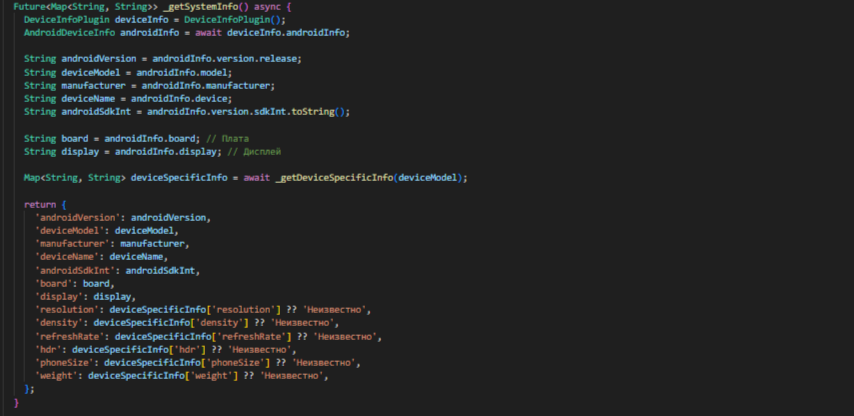 Future<Map<String, String>> _getSystemInfo() async {
DeviceInfoPlugin deviceInfo = DeviceInfoPlugin();
AndroidDeviceInfo androidInfo = await deviceInfo.androidInfo;
String androidVersion = androidInfo.version.release;
String deviceModel = androidInfo.model;
String manufacturer = androidInfo.manufacturer;
String deviceName = androidInfo.device;
String androidSdkInt = androidInfo.version.sdkInt.toString();
String board = androidInfo.board; // Плата
String display = androidInfo.display; // Дисплей
Map<String, String> deviceSpecificInfo = await _getDeviceSpecificInfo(deviceModel);
return {
'androidVersion': androidVersion,
'deviceModel': deviceModel,
'manufacturer': manufacturer,
'deviceName': deviceName,
'androidSdkInt': androidSdkInt,
'board': board,
'display': display,
'resolution': deviceSpecificInfo['resolution'] ?? 'Неизвестно',
'density': deviceSpecificInfo['density'] ?? 'Неизвестно',
'refreshRate': deviceSpecificInfo['refreshRate'] ?? 'Неизвестно',
'hdr': deviceSpecificInfo['hdr'] ?? 'Неизвестно',
'phoneSize': deviceSpecificInfo['phoneSize'] ?? 'Неизвестно',
'weight': deviceSpecificInfo['weight'] ?? 'Неизвестно',
};
}